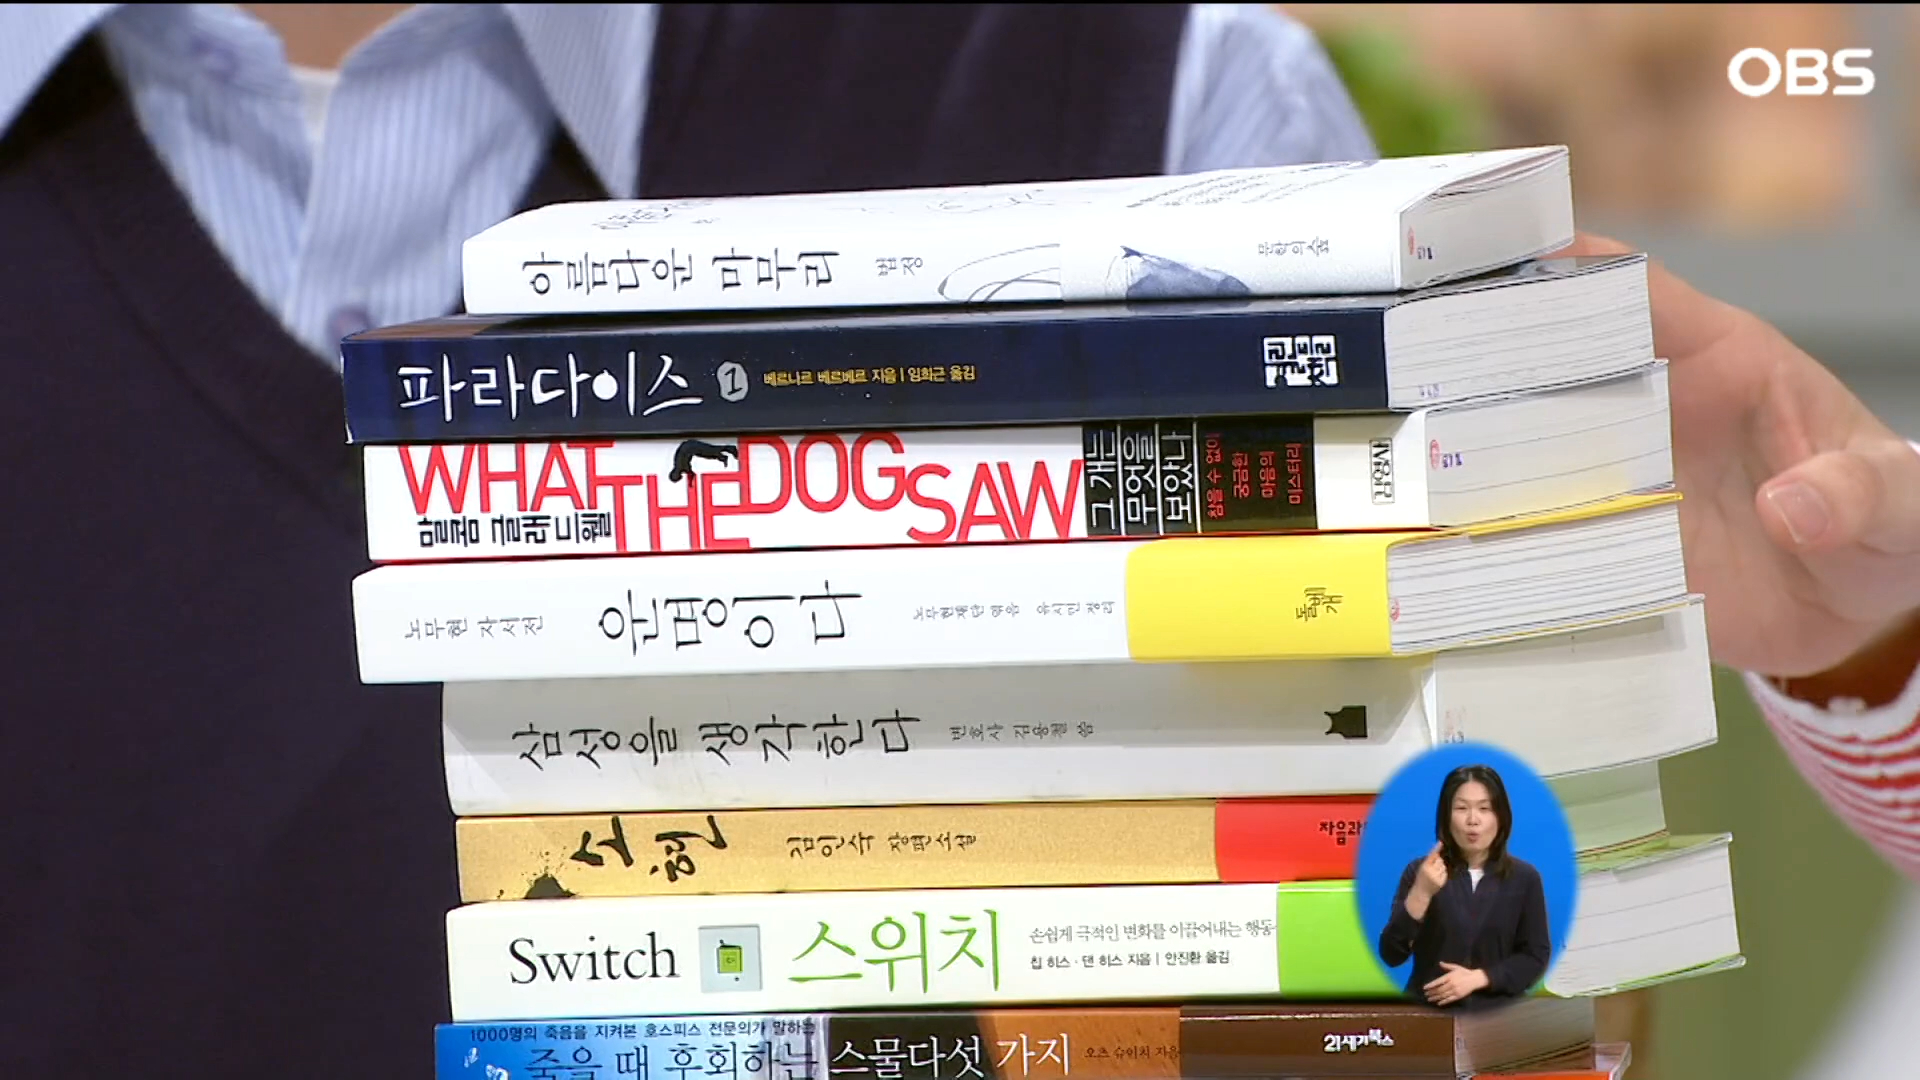 OBS
아름다운 마무리 법정 문학의숲
파라다이스 1 베르나르 베르베르 지음 | 임희근 옮김 열린책들
WHAT THE DOG SAW
말콤 글래드웰
그 개는 무엇을 보았나
참을 수 없이 궁금한 마음의 미스터리
김영사
노무현 자서전 운명이다 노무현재단 엮음 유시민 정리 돌베개
삼성을 생각한다 변호사 김용철 씀
소현 김인숙 장편소설 자음과
Switch 스위치
손쉽게 극적인 변화를 이끌어내는 행동
칩 히스 · 댄 히스 지음 | 안진환 옮김
1000명의 죽음을 지켜본 호스피스 전문의가 말하는
죽을 때 후회하는 스물다섯 가지 오츠 슈이치 지음 21세기북스